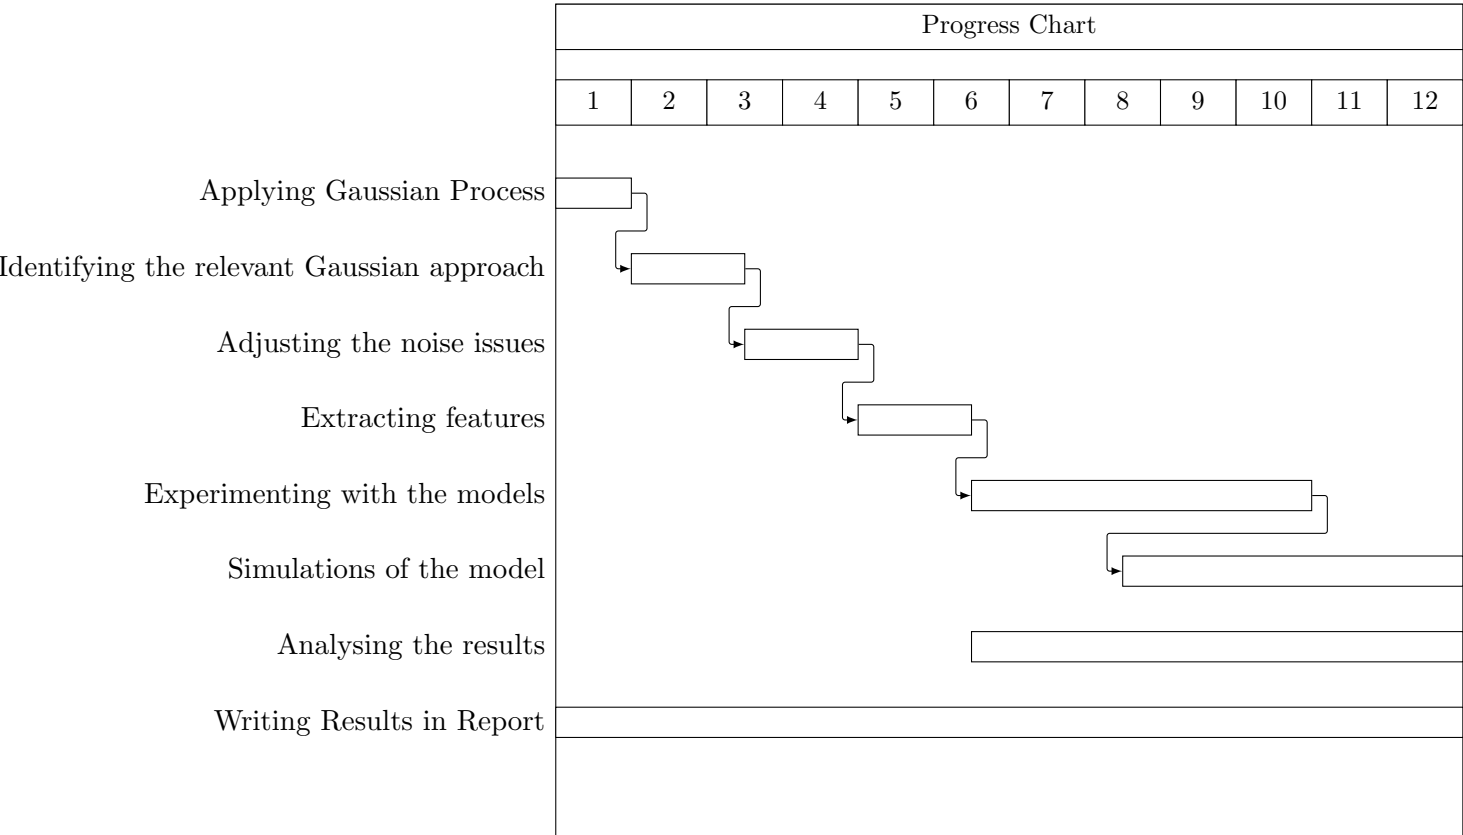 Progress Chart
1 2 3 4 5 6 7 8 9 10 11 12
Applying Gaussian Process
Identifying the relevant Gaussian approach
Adjusting the noise issues
Extracting features
Experimenting with the models
Simulations of the model
Analysing the results
Writing Results in Report